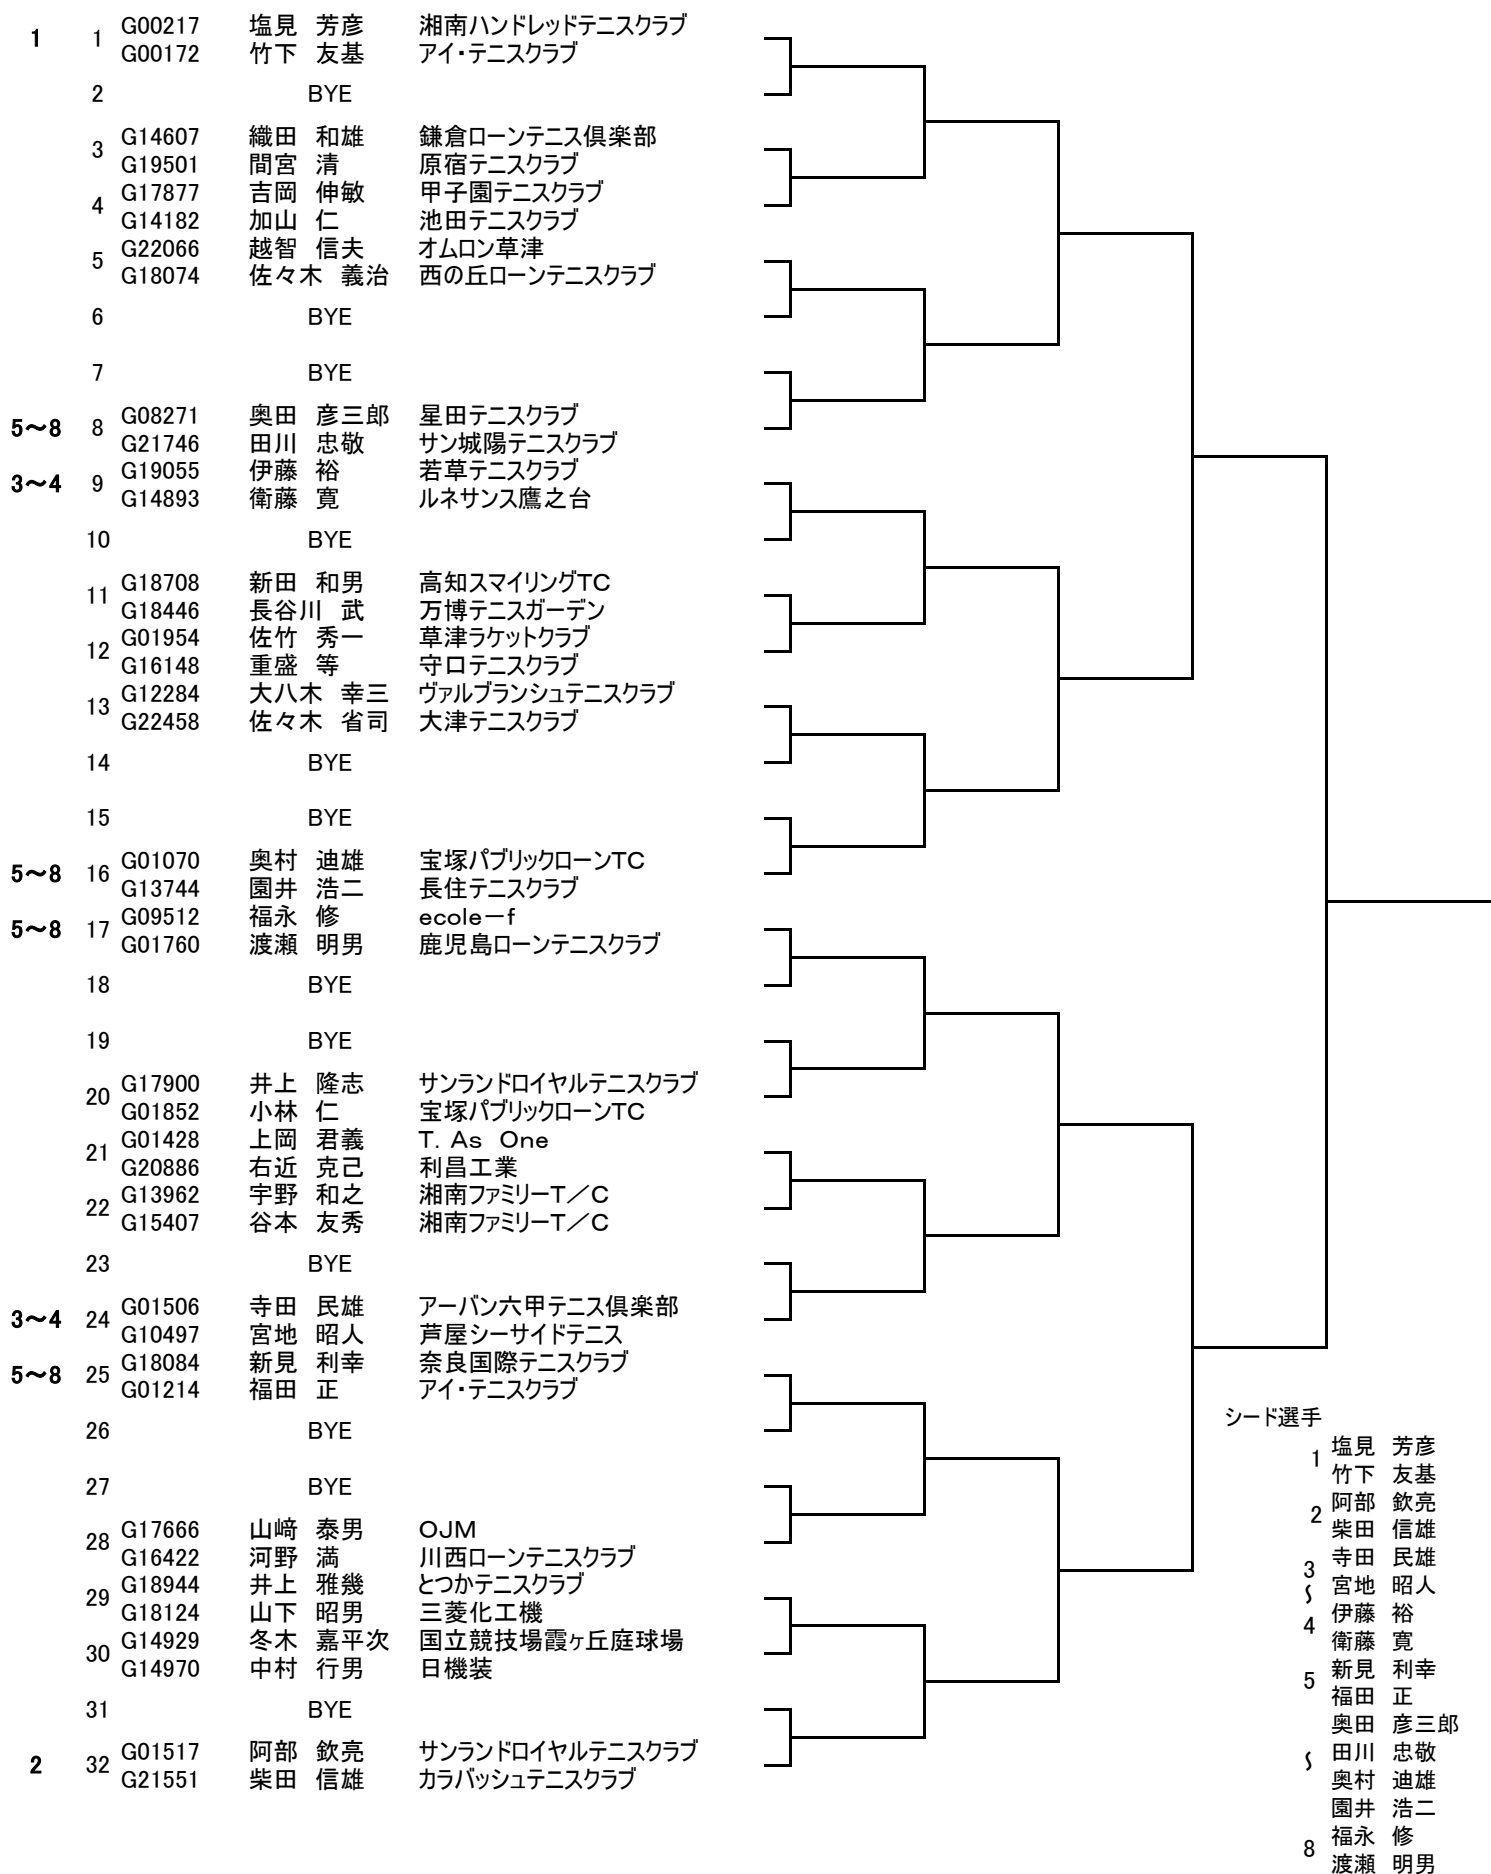 G00217 塩見 芳彦 湘南ハンドレッドテニスクラブ
1 1
G00172 竹下 友基 アイ・テニスクラブ
2 BYE
G14607 織田 和雄 鎌倉ローンテニス倶楽部
3
G19501 間宮 清 原宿テニスクラブ
G17877 吉岡 伸敏 甲子園テニスクラブ
4
G14182 加山 仁 池田テニスクラブ
G22066 越智 信夫 オムロン草津
5
G18074 佐々木 義治 西の丘ローンテニスクラブ
6 BYE
7 BYE
G08271 奥田 彦三郎 星田テニスクラブ
5～8 8
G21746 田川 忠敬 サン城陽テニスクラブ
G19055 伊藤 裕 若草テニスクラブ
3～4 9
G14893 衛藤 寛 ルネサンス鷹之台
10 BYE
G18708 新田 和男 高知スマイリングTC
11
G18446 長谷川 武 万博テニスガーデン
G01954 佐竹 秀一 草津ラケットクラブ
12
G16148 重盛 等 守口テニスクラブ
G12284 大八木 幸三 ヴァルブランシュテニスクラブ
13
G22458 佐々木 省司 大津テニスクラブ
14 BYE
15 BYE
G01070 奥村 迪雄 宝塚パブリックローンTC
5～8 16
G13744 園井 浩二 長住テニスクラブ
G09512 福永 修 ecole－f
5～8 17
G01760 渡瀬 明男 鹿児島ローンテニスクラブ
18 BYE
19 BYE
G17900 井上 隆志 サンランドロイヤルテニスクラブ
20
G01852 小林 仁 宝塚パブリックローンTC
G01428 上岡 君義 T. As One
21
G20886 右近 克己 利昌工業
G13962 宇野 和之 湘南ファミリーT／C
22
G15407 谷本 友秀 湘南ファミリーT／C
23 BYE
G01506 寺田 民雄 アーバン六甲テニス倶楽部
3～4 24
G10497 宮地 昭人 芦屋シーサイドテニス
G18084 新見 利幸 奈良国際テニスクラブ
5～8 25
G01214 福田 正 アイ・テニスクラブ
26 BYE
27 BYE
G17666 山﨑 泰男 OJM
28
G16422 河野 満 川西ローンテニスクラブ
G18944 井上 雅幾 とつかテニスクラブ
29
G18124 山下 昭男 三菱化工機
G14929 冬木 嘉平次 国立競技場霞ヶ丘庭球場
30
G14970 中村 行男 日機装
31 BYE
G01517 阿部 欽亮 サンランドロイヤルテニスクラブ
2 32
G21551 柴田 信雄 カラバッシュテニスクラブ
シード選手
塩見 芳彦
1
竹下 友基
阿部 欽亮
2
柴田 信雄
寺田 民雄
3
宮地 昭人
～
伊藤 裕
4
衛藤 寛
新見 利幸
5
福田 正
奥田 彦三郎
～ 田川 忠敬
奥村 迪雄
園井 浩二
福永 修
8
渡瀬 明男